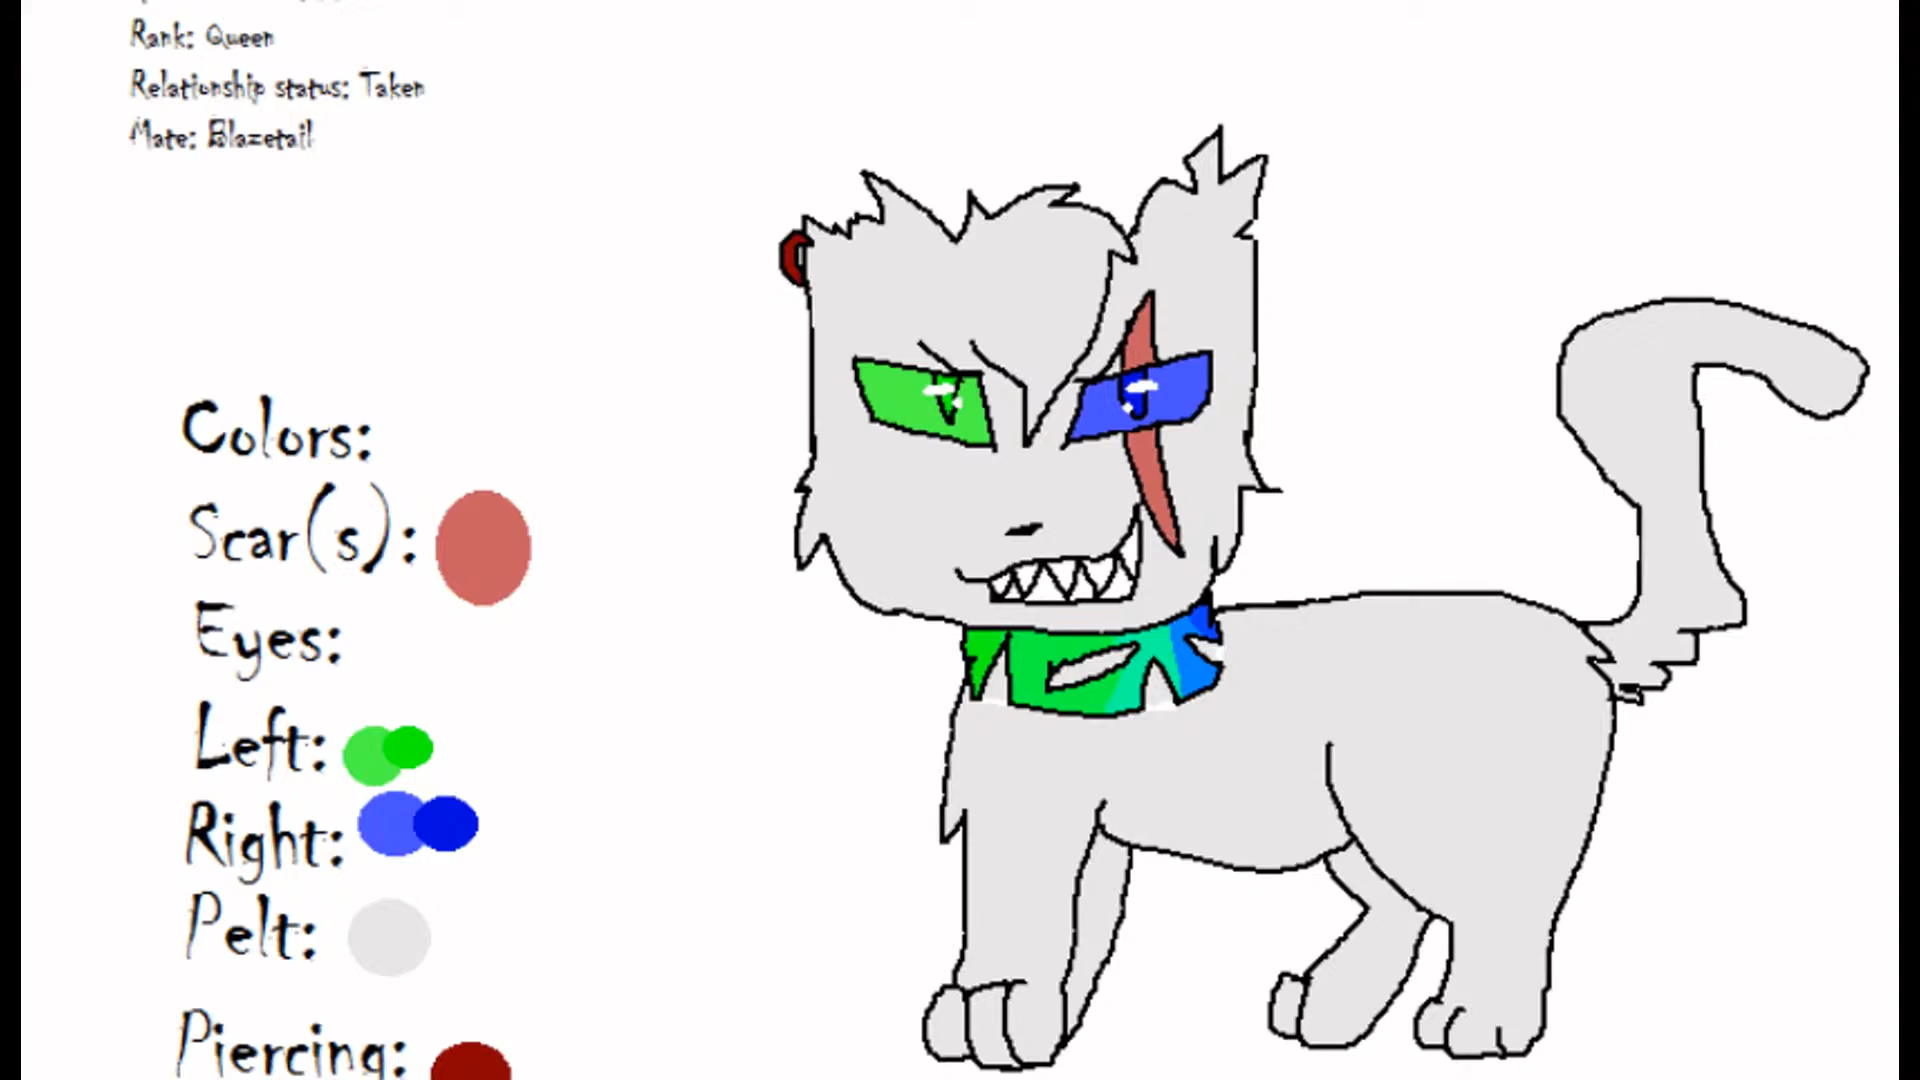 Rank: Queen
Relationship status: Taken
Mate: Blazetail
Colors:
Scar(s):
Eyes:
Left:
Right:
Pelt:
Piercing: